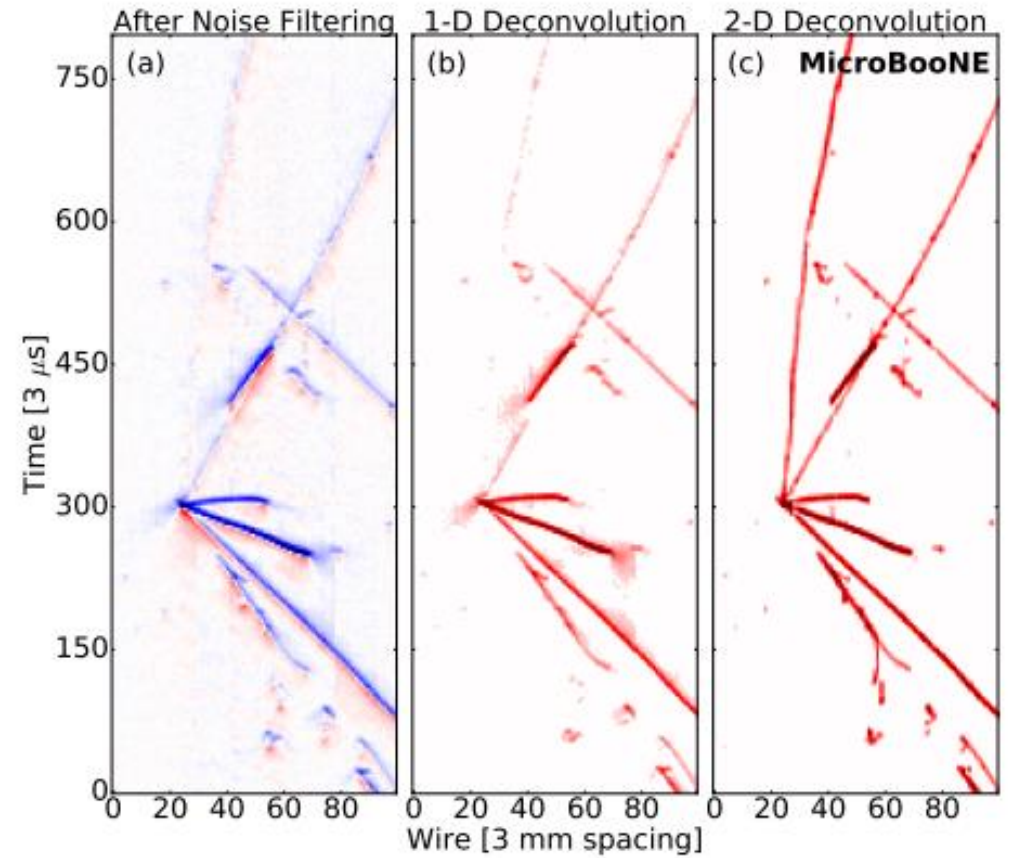 After Noise Filtering 1-D Deconvolution 2-D Deconvolution
(a) (b) (c) MicroBooNE
750
600
450
300
150
0
Time [3 μs]
0 20 40 60 80 0 20 40 60 80 0 20 40 60 80
Wire [3 mm spacing]